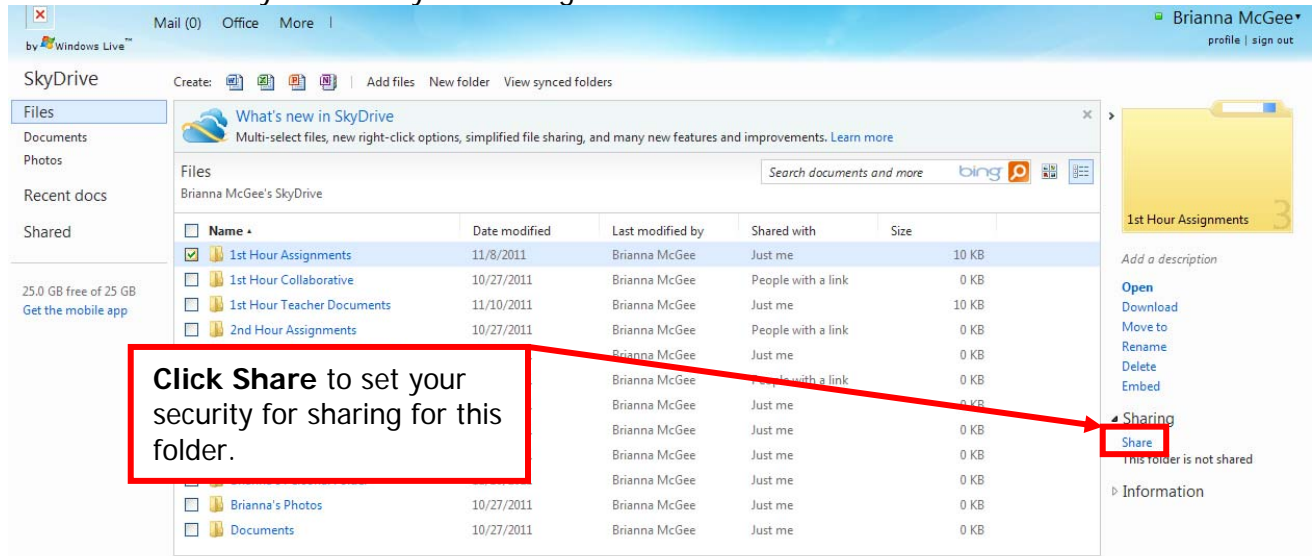 Mail (0) Office More
Brianna McGee
by Windows Live™
profile | sign out
SkyDrive
Create: | Add files New folder View synced folders
Files
Documents
Photos
Recent docs
Shared
25.0 GB free of 25 GB
Get the mobile app
What's new in SkyDrive
Multi-select files, new right-click options, simplified file sharing, and many new features and improvements. Learn more
Files
Brianna McGee's SkyDrive
Search documents and more bing
Name Date modified Last modified by Shared with Size
1st Hour Assignments 11/8/2011 Brianna McGee Just me 10 KB
1st Hour Collaborative 10/27/2011 Brianna McGee People with a link 0 KB
1st Hour Teacher Documents 11/10/2011 Brianna McGee Just me 10 KB
2nd Hour Assignments 10/27/2011 Brianna McGee People with a link 0 KB
Brianna McGee Just me 0 KB
Brianna McGee People with a link 0 KB
Brianna McGee Just me 0 KB
Brianna McGee Just me 0 KB
Brianna McGee Just me 0 KB
Brianna McGee Just me 0 KB
Brianna's Photos 10/27/2011 Brianna McGee Just me 0 KB
Documents 10/27/2011 Brianna McGee Just me 0 KB
Click Share to set your
security for sharing for this
folder.
1st Hour Assignments 3
Add a description
Open
Download
Move to
Rename
Delete
Embed
Sharing
Share
This folder is not shared
Information